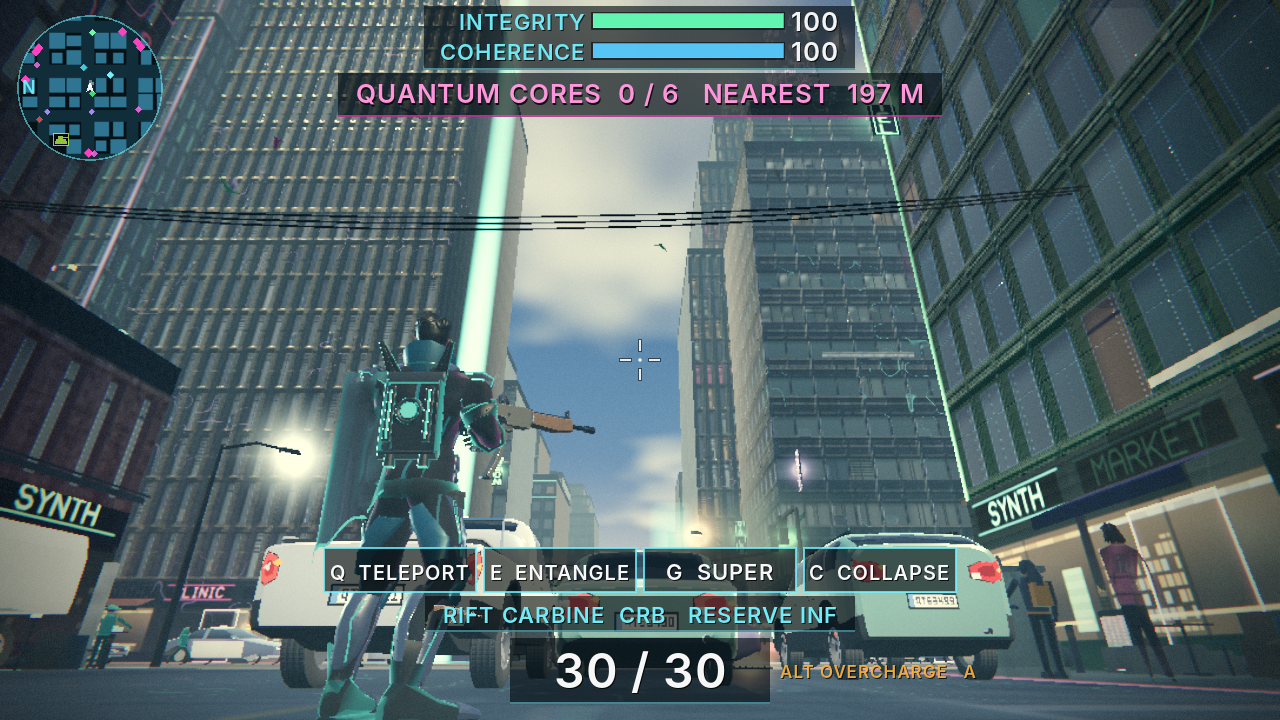 INTEGRITY 100
COHERENCE 100
QUANTUM CORES 0 / 6 NEAREST 197 M
N
SYNTH
MARKET
SYNTH
LINIC
Q TELEPORT
E ENTANGLE
G SUPER
C COLLAPSE
RIFT CARBINE CRB RESERVE INF
30 / 30
ALT OVERCHARGE A